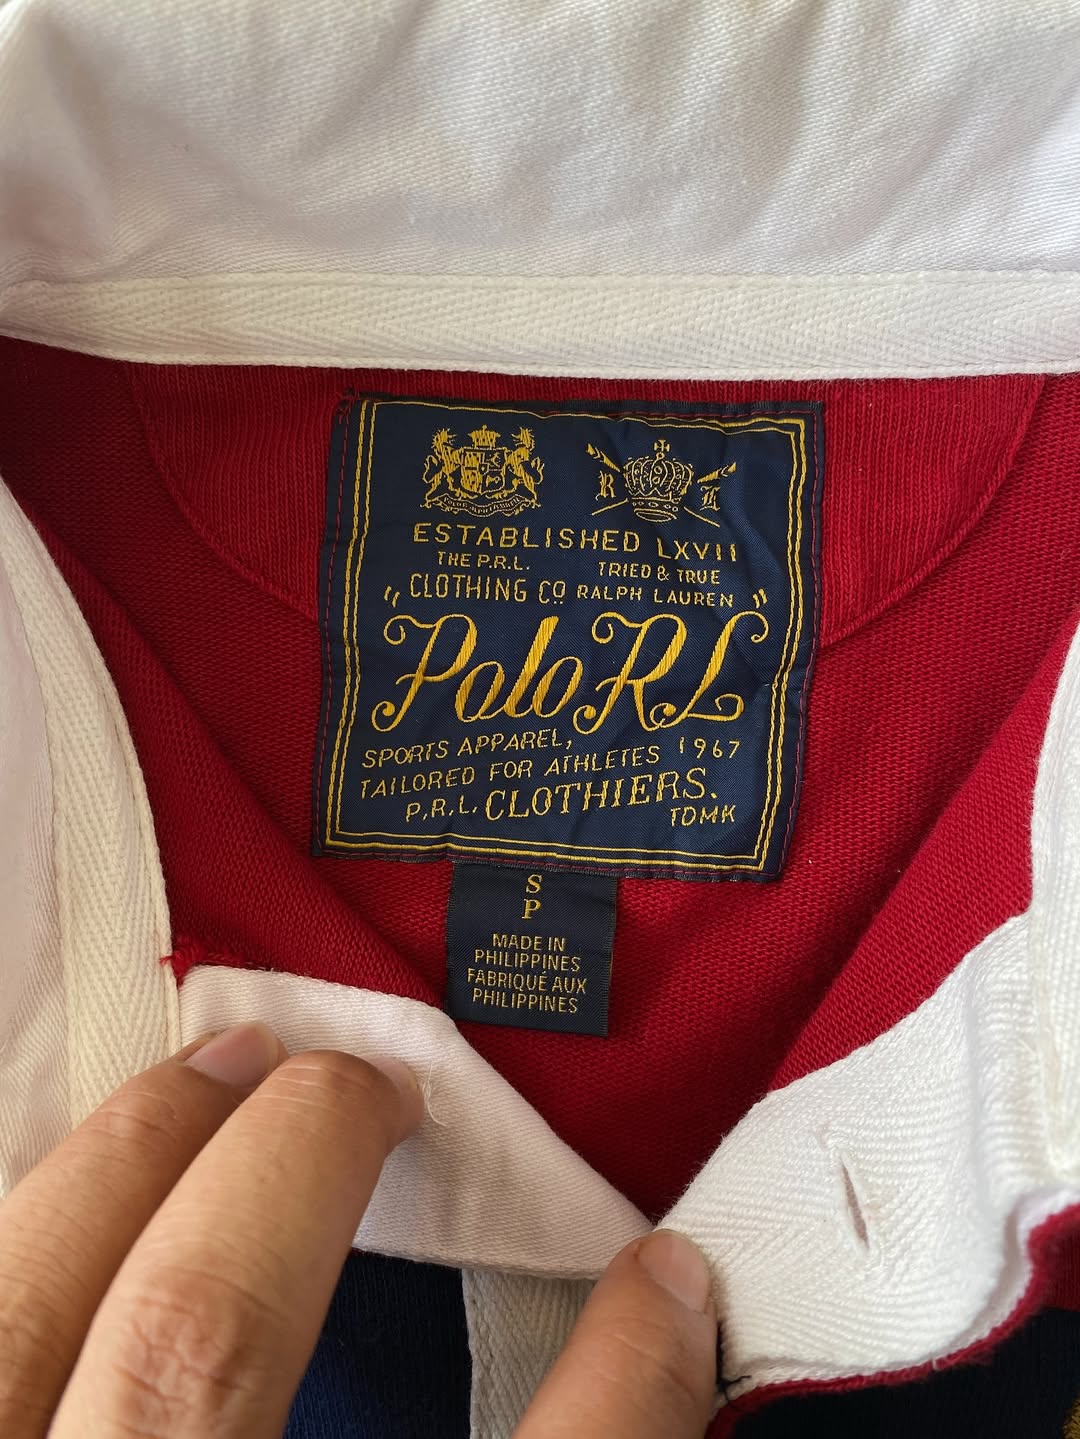 R L
ESTABLISHED LXVII
THE P.R.L. TRIED & TRUE
"CLOTHING Cº RALPH LAUREN"
Polo RL
SPORTS APPAREL, 1967
TAILORED FOR ATHLETES
P.R.L. CLOTHIERS.
TDMK
S
P
MADE IN
PHILIPPINES
FABRIQUÉ AUX
PHILIPPINES